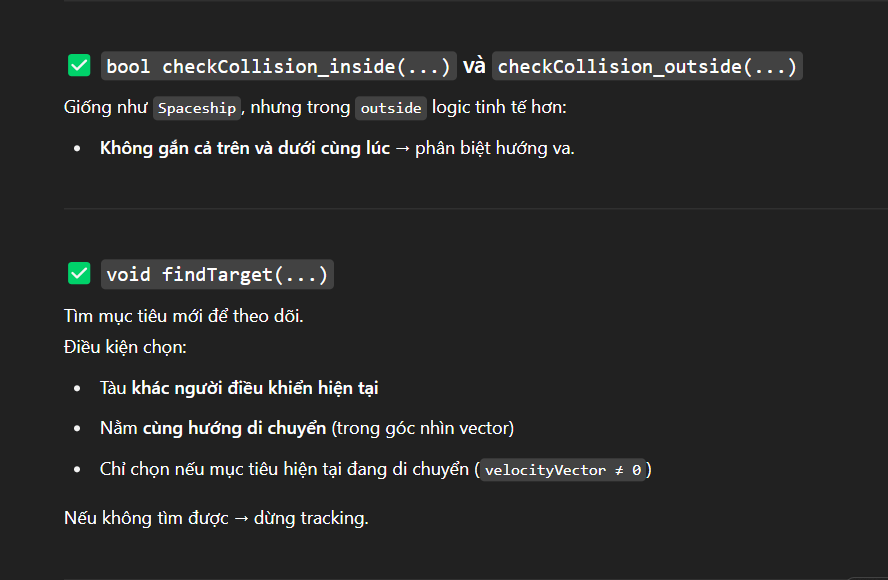 ✅ bool checkCollision_inside(...) và checkCollision_outside(...)
Giống như Spaceship, nhưng trong outside logic tinh tế hơn:
• Không gắn cả trên và dưới cùng lúc → phân biệt hướng va.
✅ void findTarget(...)
Tìm mục tiêu mới để theo dõi.
Điều kiện chọn:
• Tàu khác người điều khiển hiện tại
• Nằm cùng hướng di chuyển (trong góc nhìn vector)
• Chỉ chọn nếu mục tiêu hiện tại đang di chuyển (velocityVector ≠ 0)
Nếu không tìm được → dừng tracking.